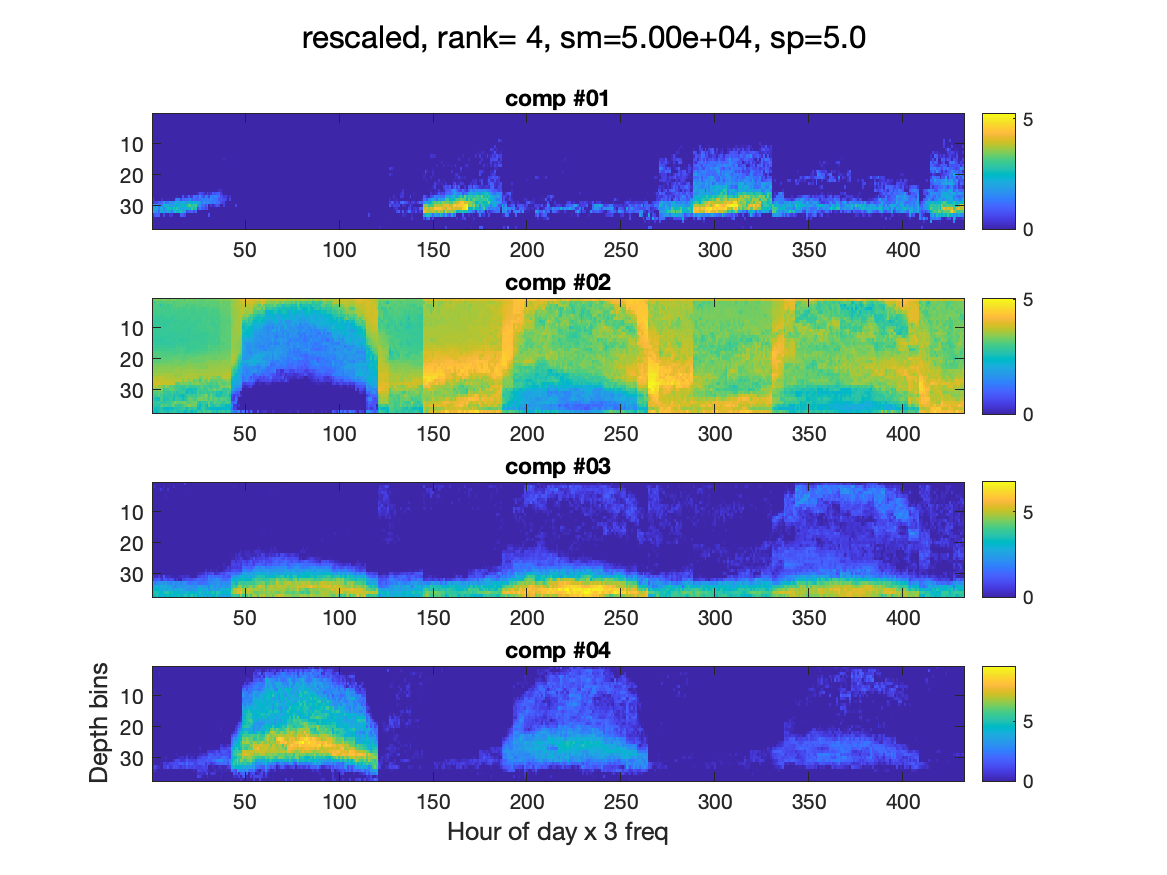 rescaled, rank= 4, sm=5.00e+04, sp=5.0
comp #01
10
20
30
50 100 150 200 250 300 350 400
5
0
comp #02
10
20
30
50 100 150 200 250 300 350 400
5
0
comp #03
10
20
30
50 100 150 200 250 300 350 400
5
0
comp #04
Depth bins
10
20
30
50 100 150 200 250 300 350 400
5
0
Hour of day x 3 freq